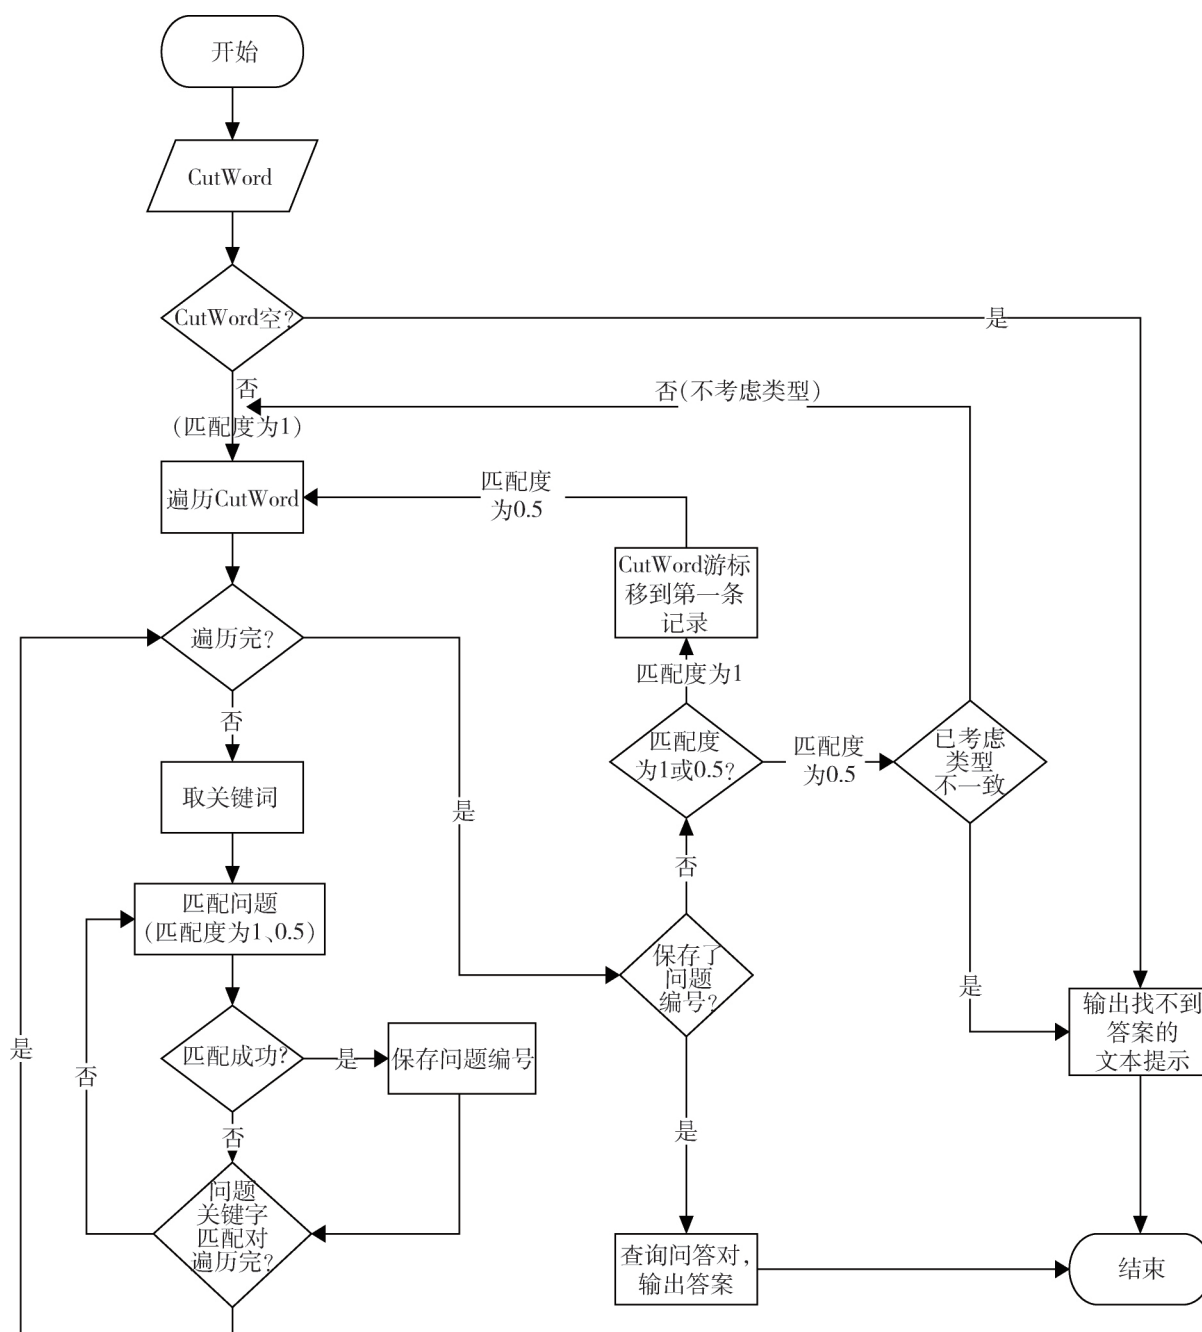 开始
CutWord
CutWord空?
是
否
(匹配度为1)
否(不考虑类型)
遍历CutWord
匹配度
为0.5
CutWord游标
移到第一条
记录
遍历完?
匹配度为1
否
匹配度
为1或0.5?
匹配度
为0.5
已考虑
类型
不一致
取关键词
是
否
匹配问题
(匹配度为1、0.5)
保存了
问题
编号?
是
输出找不到
答案的
文本提示
是
否
匹配成功?
是
保存问题编号
否
是
问题
关键字
匹配对
遍历完?
查询问答对,
输出答案
结束